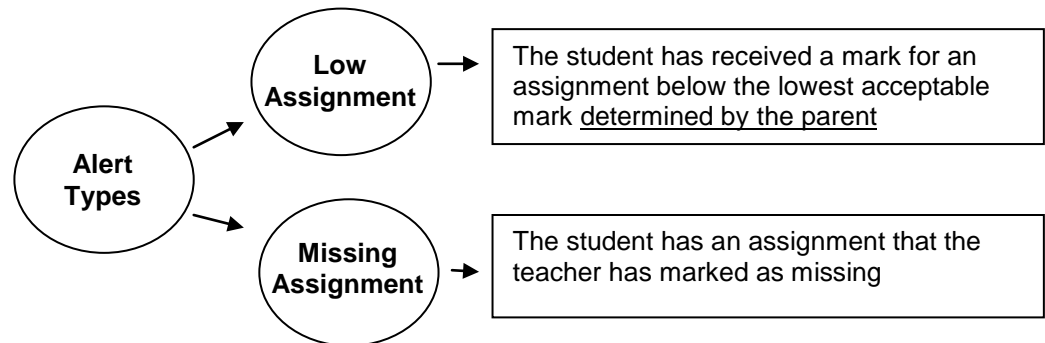 Alert
Types
Low
Assignment
The student has received a mark for an
assignment below the lowest acceptable
mark determined by the parent
Missing
Assignment
The student has an assignment that the
teacher has marked as missing